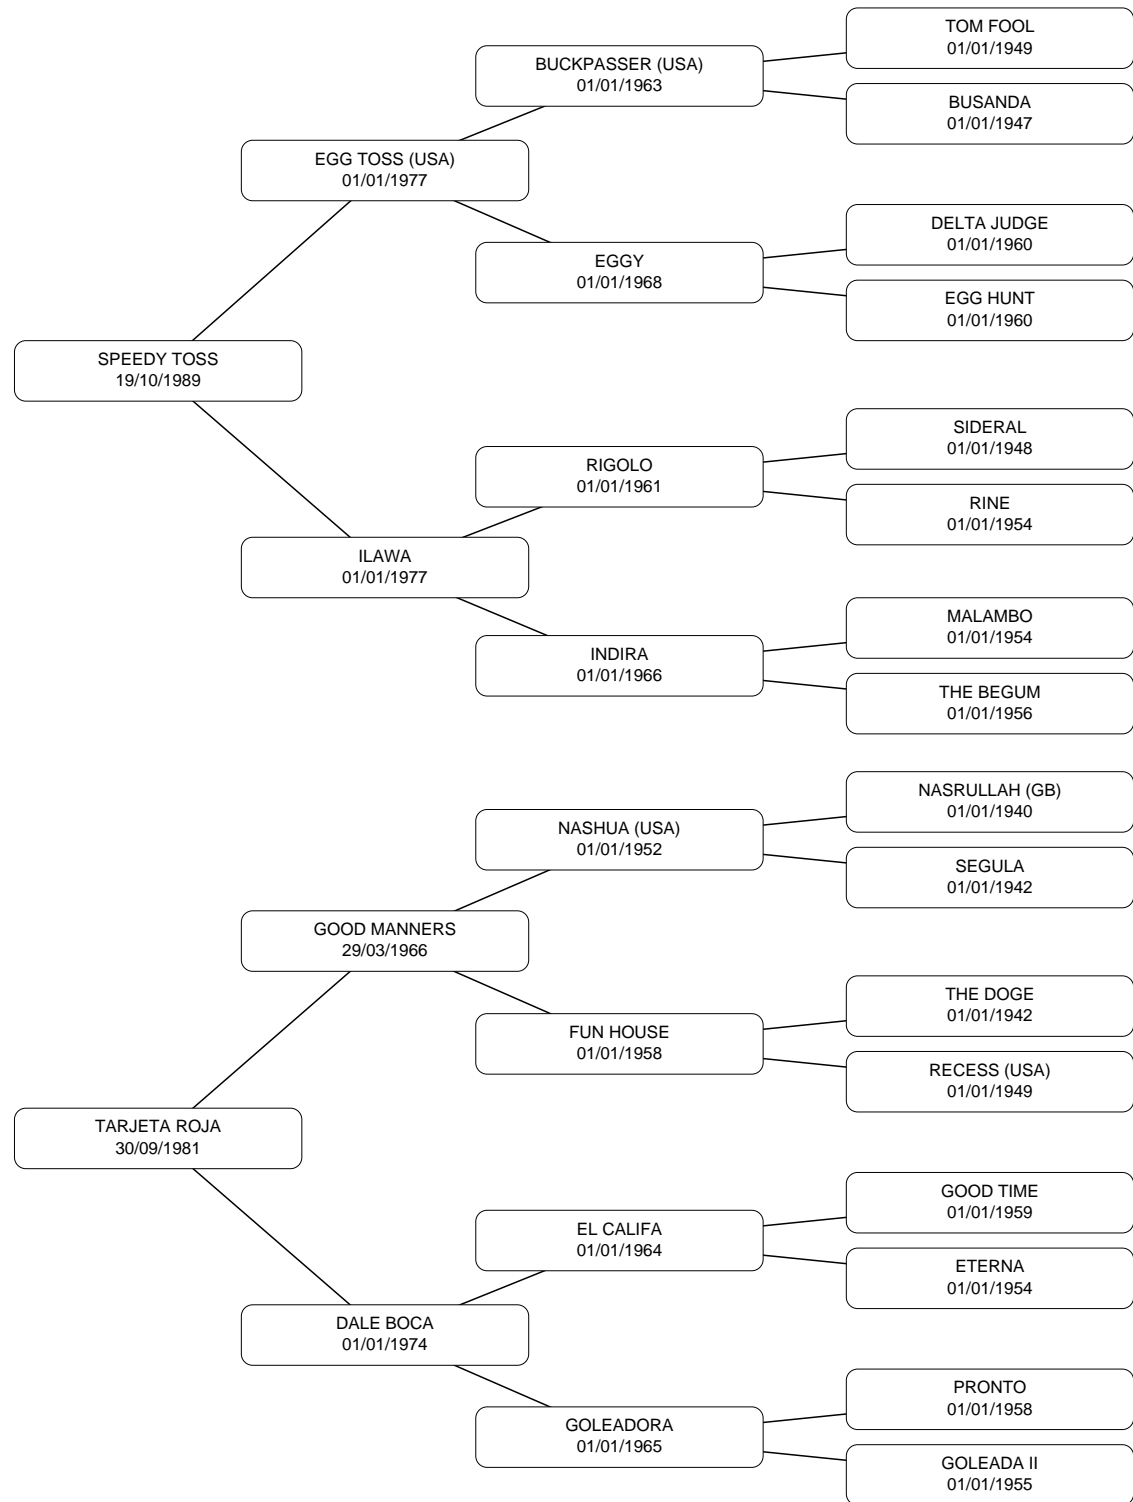 TOM FOOL
01/01/1949
BUCKPASSER (USA)
01/01/1963
BUSANDA
01/01/1947
EGG TOSS (USA)
01/01/1977
DELTA JUDGE
01/01/1960
EGGY
01/01/1968
EGG HUNT
01/01/1960
SPEEDY TOSS
19/10/1989
SIDERAL
01/01/1948
RIGOLO
01/01/1961
RINE
01/01/1954
ILAWA
01/01/1977
MALAMBO
01/01/1954
INDIRA
01/01/1966
THE BEGUM
01/01/1956
NASRULLAH (GB)
01/01/1940
NASHUA (USA)
01/01/1952
SEGULA
01/01/1942
GOOD MANNERS
29/03/1966
THE DOGE
01/01/1942
FUN HOUSE
01/01/1958
RECESS (USA)
01/01/1949
TARJETA ROJA
30/09/1981
GOOD TIME
01/01/1959
EL CALIFA
01/01/1964
ETERNA
01/01/1954
DALE BOCA
01/01/1974
PRONTO
01/01/1958
GOLEADORA
01/01/1965
GOLEADA II
01/01/1955